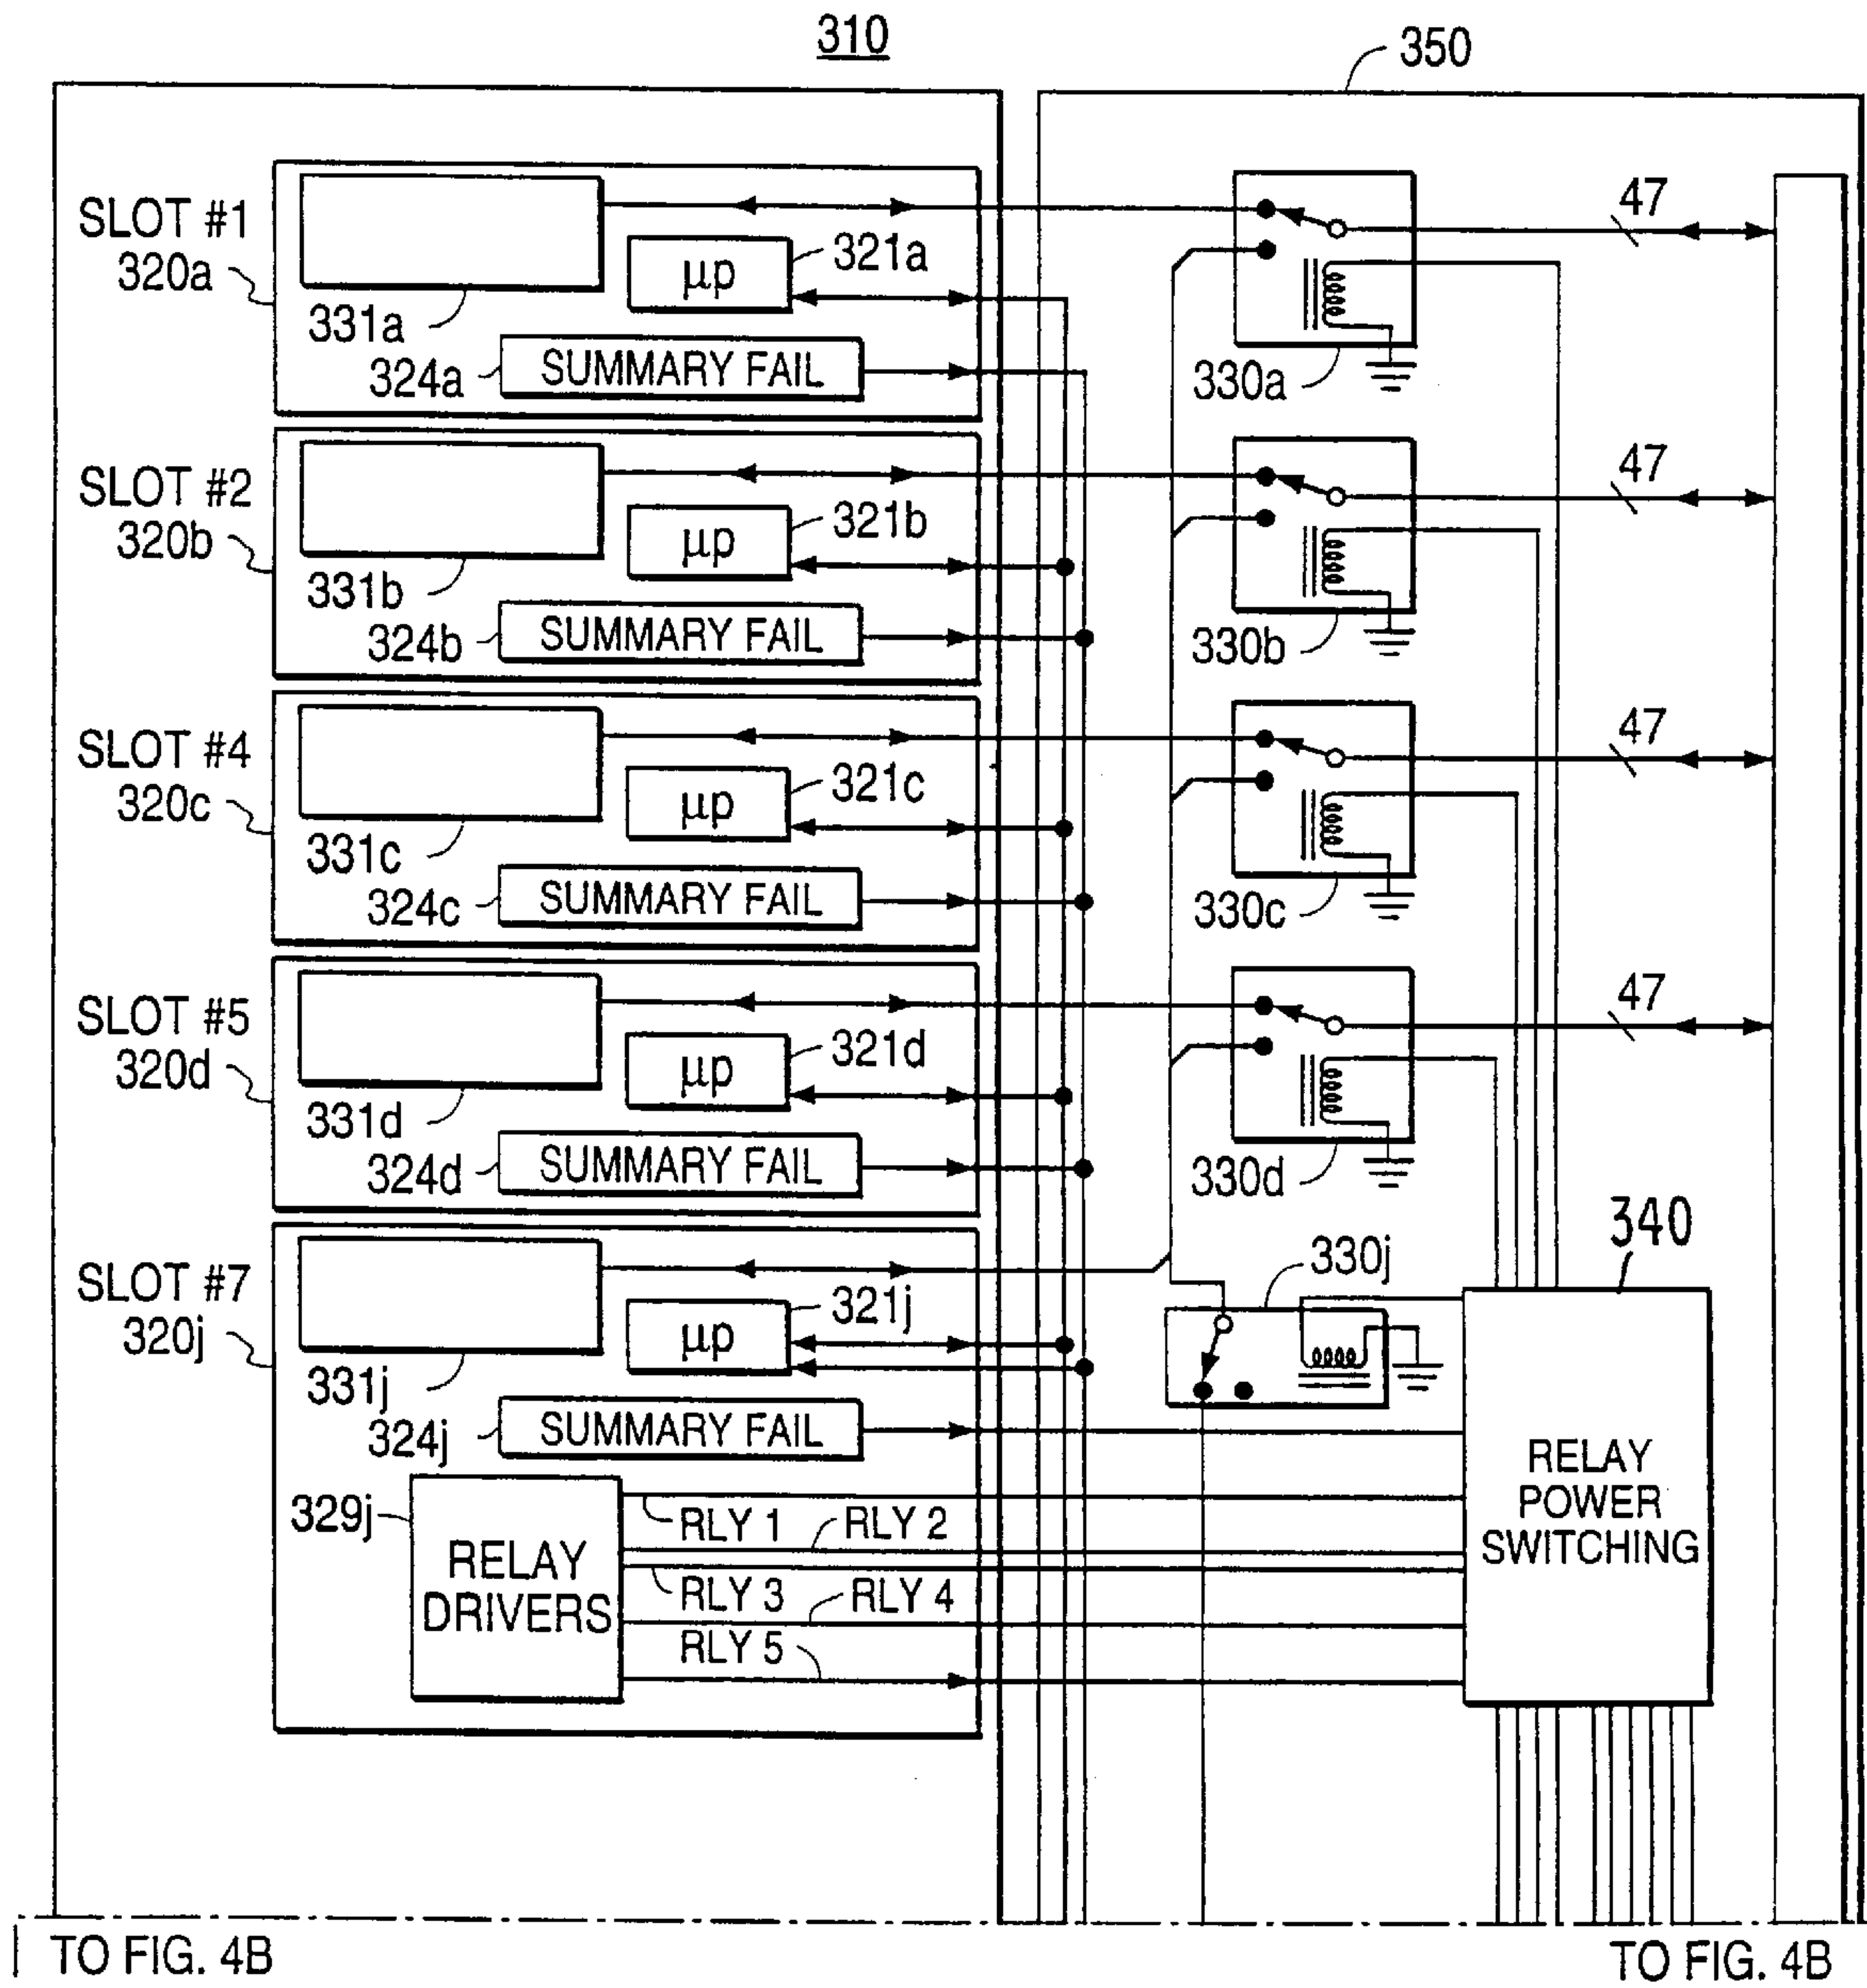 310
350
SLOT #1
320a
331a
µp
321a
324a
SUMMARY FAIL
330a
47
SLOT #2
320b
331b
µp
321b
324b
SUMMARY FAIL
330b
47
SLOT #4
320c
331c
µp
321c
324c
SUMMARY FAIL
330c
47
SLOT #5
320d
331d
µp
321d
324d
SUMMARY FAIL
330d
47
SLOT #7
320j
331j
µp
321j
324j
SUMMARY FAIL
330j
340
329j
RELAY
DRIVERS
RLY 1
RLY 2
RLY 3
RLY 4
RLY 5
RELAY
POWER
SWITCHING
TO FIG. 4B
TO FIG. 4B